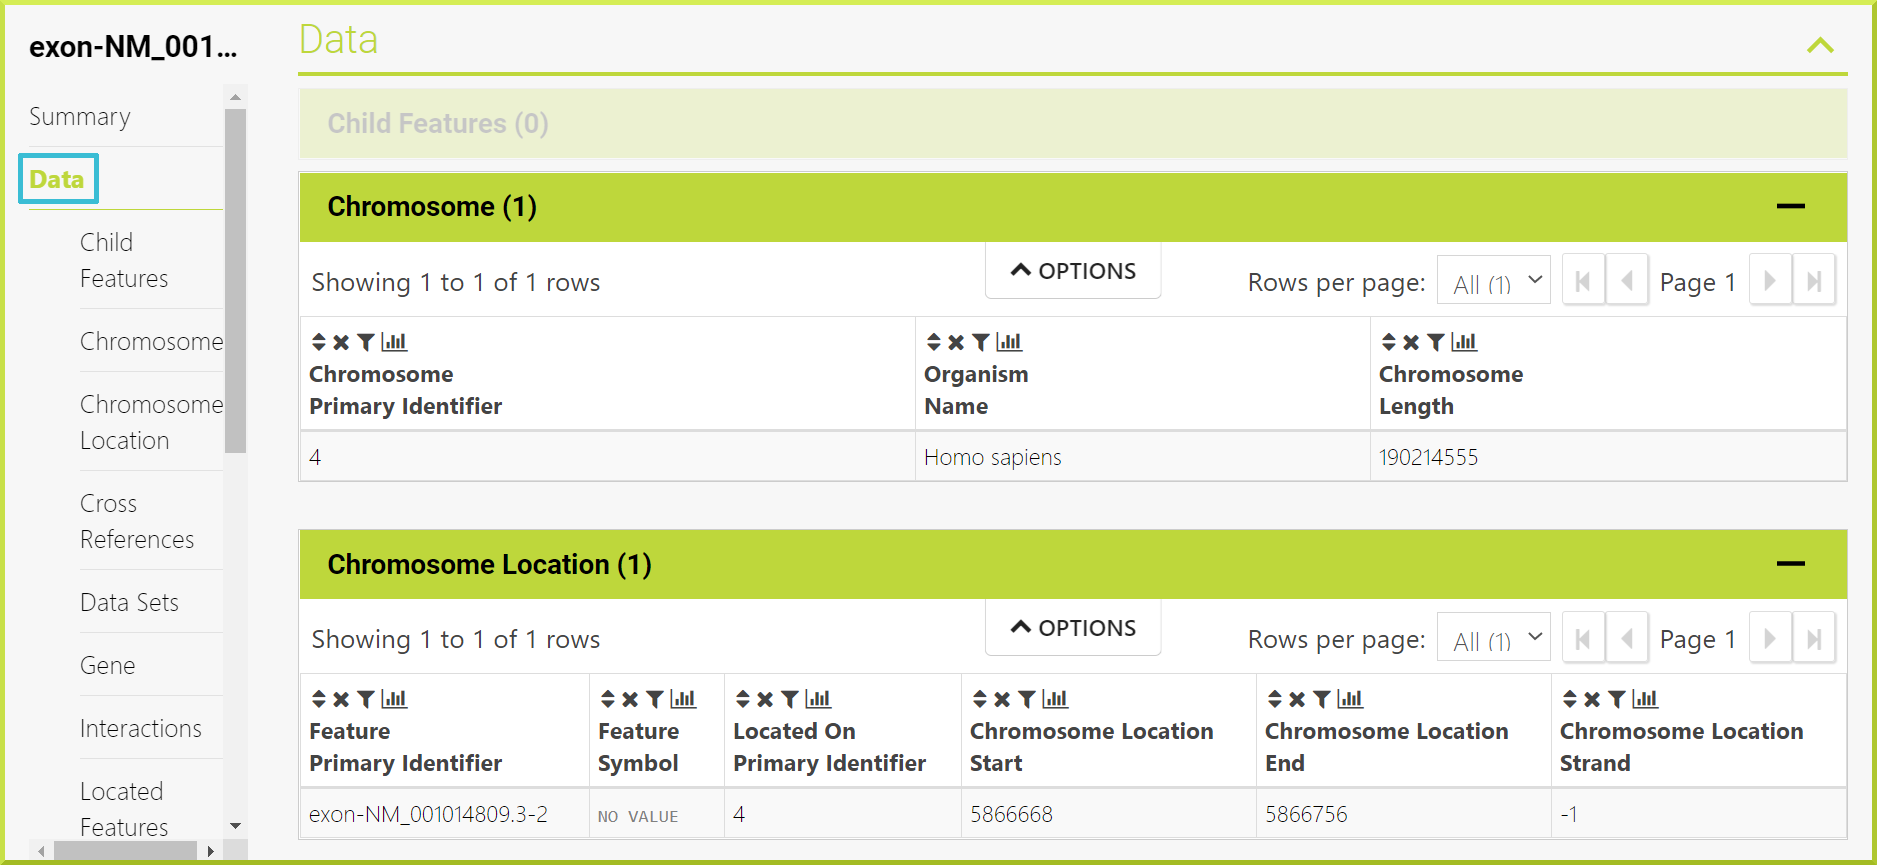 exon-NM_001...
Summary
Data
Child
Features
Chromosome
Chromosome
Location
Cross
References
Data Sets
Gene
Interactions
Located
Features
Data
Child Features (0)
Chromosome (1)
Showing 1 to 1 of 1 rows
OPTIONS
Rows per page: All (1) Page 1
Chromosome
Primary Identifier
Organism
Name
Chromosome
Length
4 Homo sapiens 190214555
Chromosome Location (1)
Showing 1 to 1 of 1 rows
OPTIONS
Rows per page: All (1) Page 1
Feature
Primary Identifier
Feature
Symbol
Located On
Primary Identifier
Chromosome Location
Start
Chromosome Location
End
Chromosome Location
Strand
exon-NM_001014809.3-2 NO VALUE 4 5866668 5866756 -1